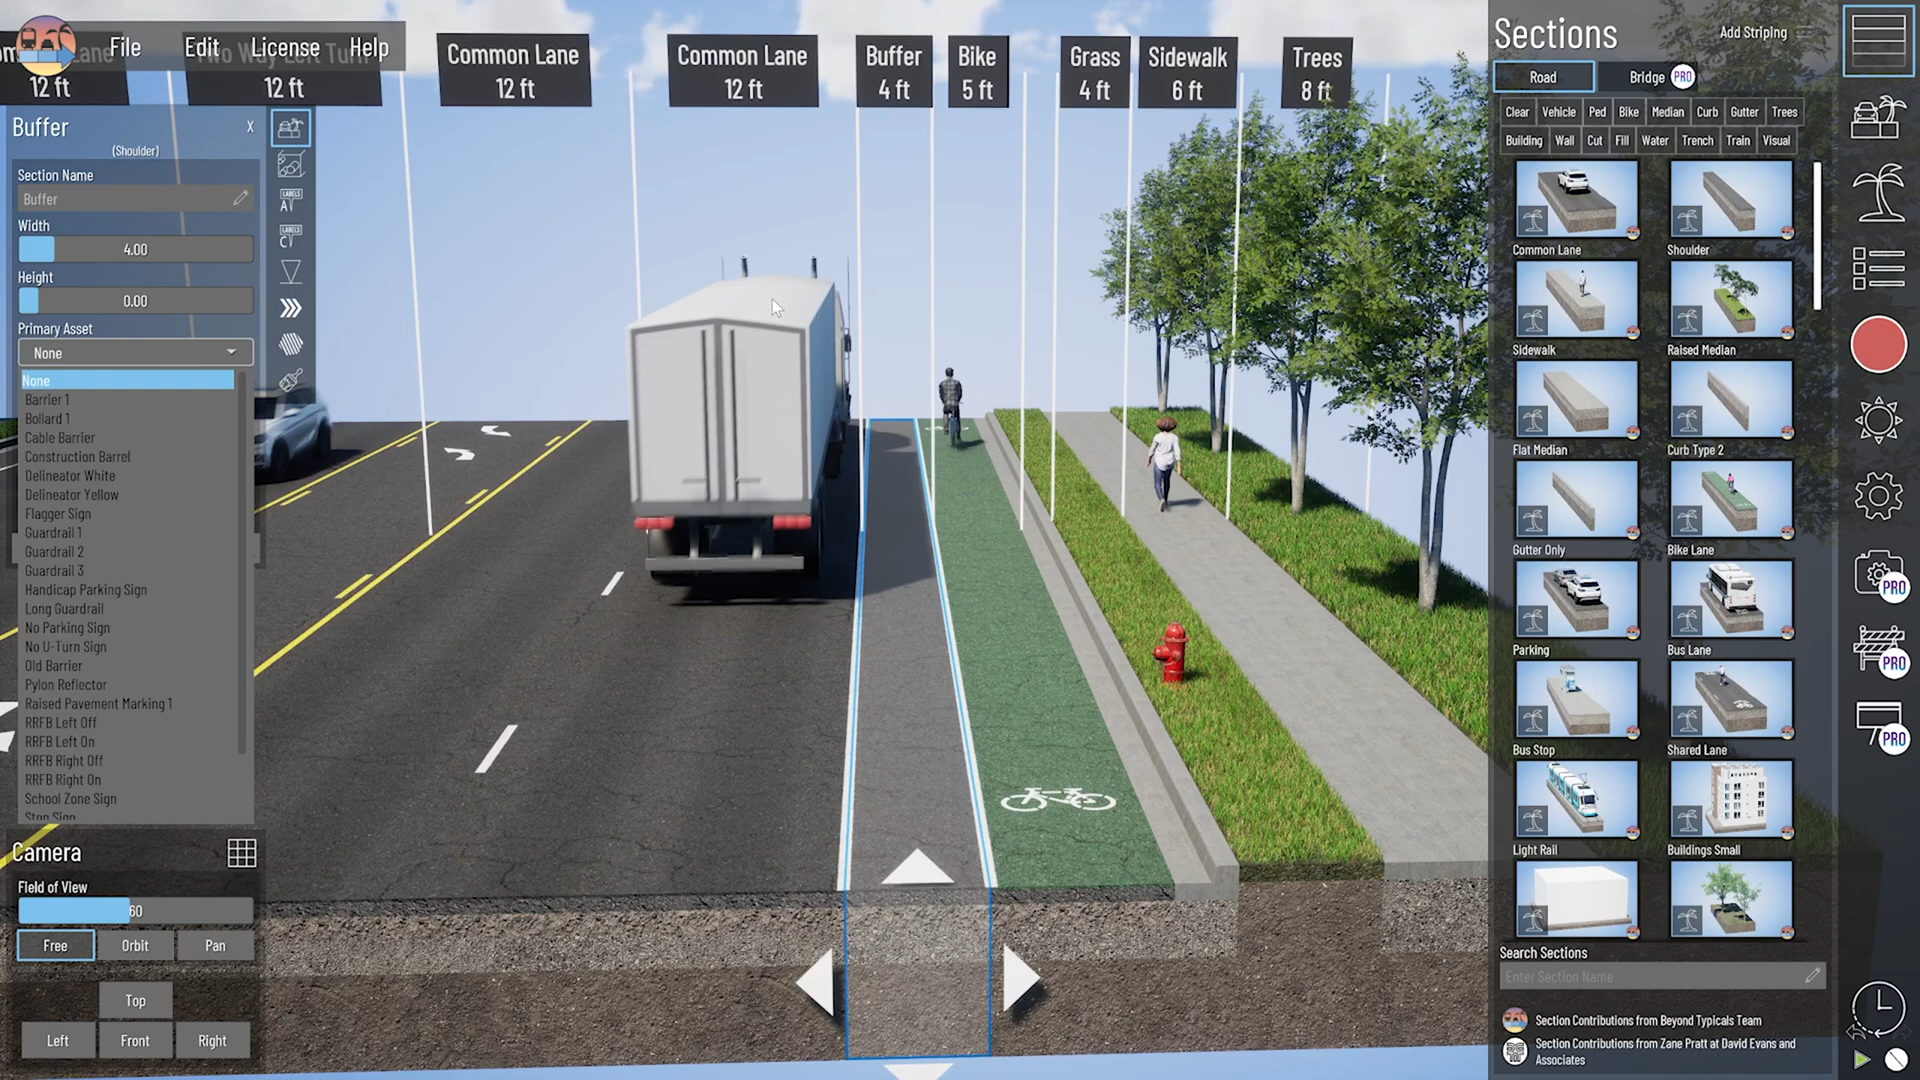 File
Edit
License
Help
Lane
12 ft
Two Way Left Turn
12 ft
Common Lane
12 ft
Common Lane
12 ft
Buffer
4 ft
Bike
5 ft
Grass
4 ft
Sidewalk
6 ft
Trees
8 ft
Buffer
X
(Shoulder)
Section Name
Buffer
Width
4.00
Height
0.00
Primary Asset
None
None
Barrier 1
Bollard 1
Cable Barrier
Construction Barrel
Delineator White
Delineator Yellow
Flagger Sign
Guardrail 1
Guardrail 2
Guardrail 3
Handicap Parking Sign
Long Guardrail
No Parking Sign
No U-Turn Sign
Old Barrier
Pylon Reflector
Raised Pavement Marking 1
RRFB Left Off
RRFB Left On
RRFB Right Off
RRFB Right On
School Zone Sign
Stop Sign
LABELS
A
LABELS
C
Camera
Field of View
60
Free
Orbit
Pan
Top
Left
Front
Right
Sections
Add Striping
Road
Bridge PRO
Clear
Vehicle
Ped
Bike
Median
Curb
Gutter
Trees
Building
Wall
Cut
Fill
Water
Trench
Train
Visual
Common Lane
Shoulder
Sidewalk
Raised Median
Flat Median
Curb Type 2
Gutter Only
Bike Lane
Parking
Bus Lane
Bus Stop
Shared Lane
Light Rail
Buildings Small
Search Sections
Enter Section Name
Section Contributions from Beyond Typicals Team
Section Contributions from Zane Pratt at David Evans and
Associates
PRO
PRO
PRO